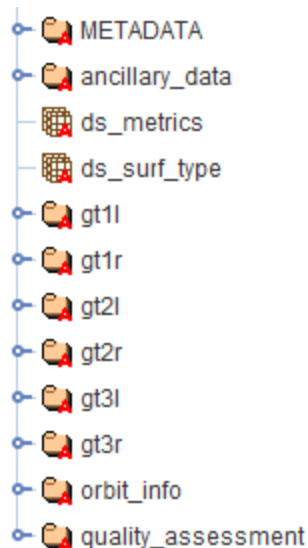 METADATA
ancillary_data
ds_metrics
ds_surf_type
gt1l
gt1r
gt2l
gt2r
gt3l
gt3r
orbit_info
quality_assessment